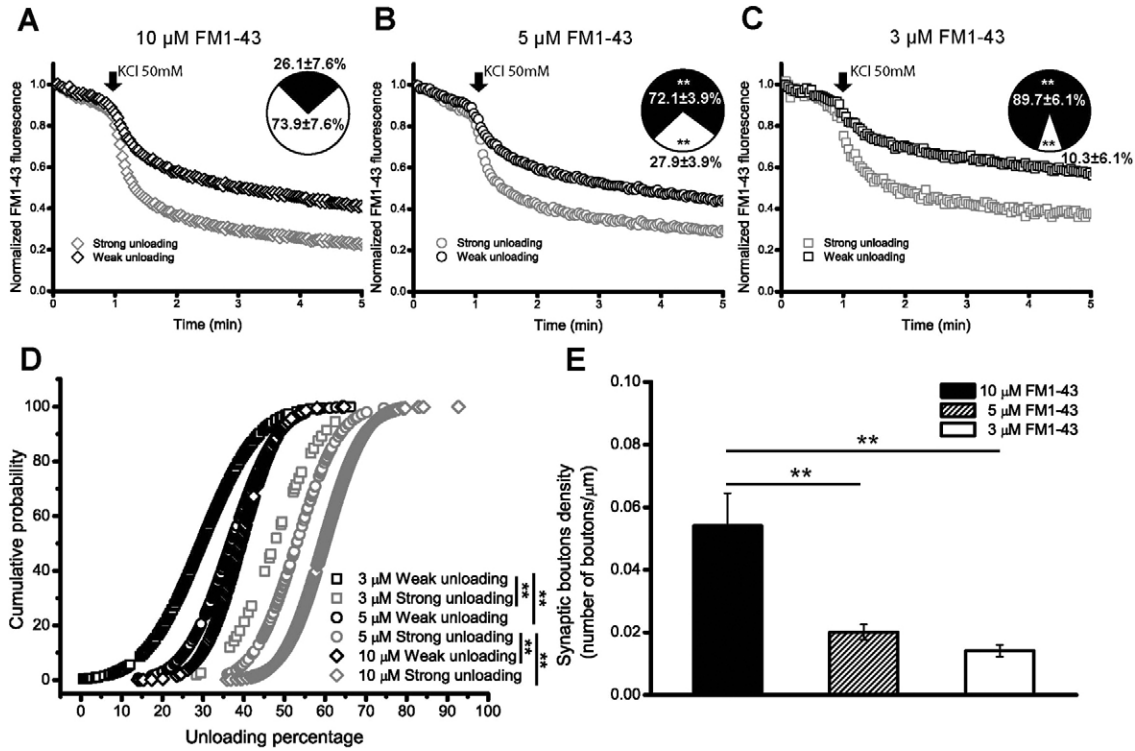 A
10 µM FM1-43
Normalized FM1-43 fluorescence
1.0
0.8
0.6
0.4
0.2
0.0
KCl 50mM
26.1±7.6%
73.9±7.6%
Strong unloading
Weak unloading
0 1 2 3 4 5
Time (min)
B
5 µM FM1-43
Normalized FM1-43 fluorescence
1.0
0.8
0.6
0.4
0.2
0.0
KCl 50mM
**
72.1±3.9%
**
27.9±3.9%
Strong unloading
Weak unloading
0 1 2 3 4 5
Time (min)
C
3 µM FM1-43
Normalized FM1-43 fluorescence
1.0
0.8
0.6
0.4
0.2
0.0
KCl 50mM
**
89.7±6.1%
**
10.3±6.1%
Strong unloading
Weak unloading
0 1 2 3 4 5
Time (min)
D
Cumulative probability
100
80
60
40
20
0
3 µM Weak unloading
3 µM Strong unloading
5 µM Weak unloading
5 µM Strong unloading
10 µM Weak unloading
10 µM Strong unloading
**
**
**
**
0 10 20 30 40 50 60 70 80 90 100
Unloading percentage
E
Synaptic boutons density
(number of boutons/µm)
0.10
0.08
0.06
0.04
0.02
0.00
10 µM FM1-43
5 µM FM1-43
3 µM FM1-43
**
**